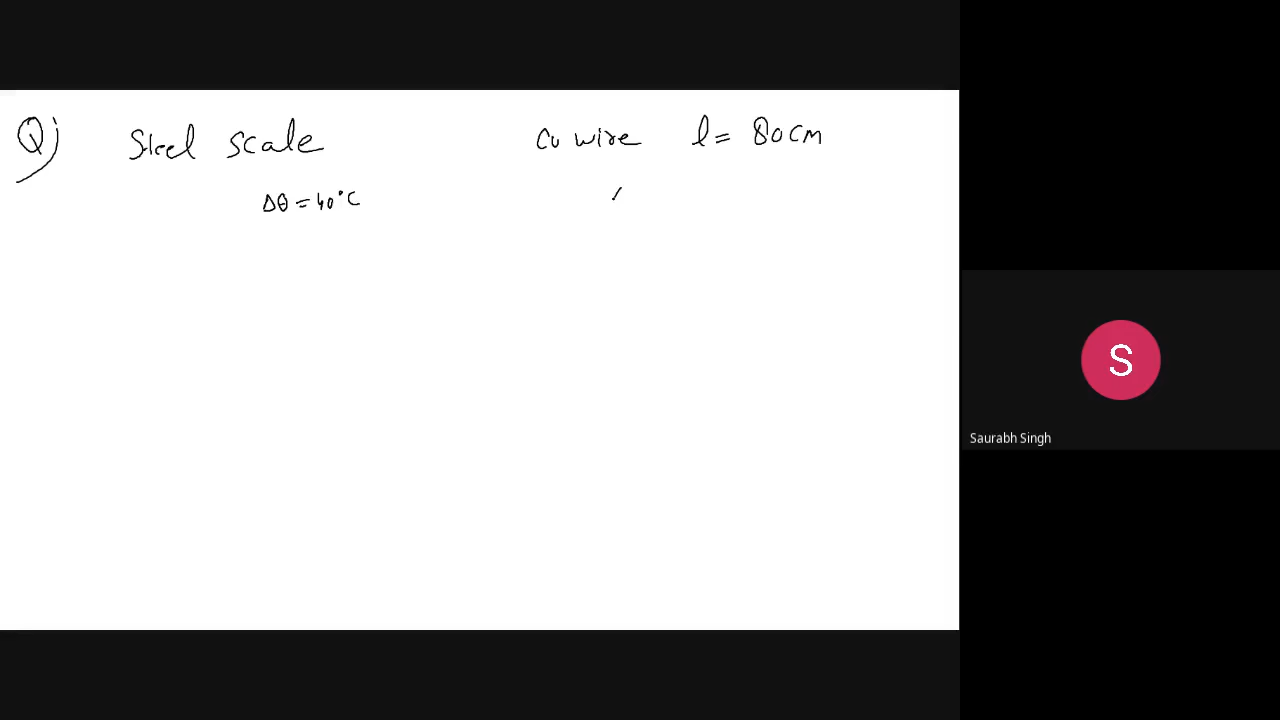 Q) Steel scale Cu wire l = 80cm
Δθ = 40°C
S
Saurabh Singh